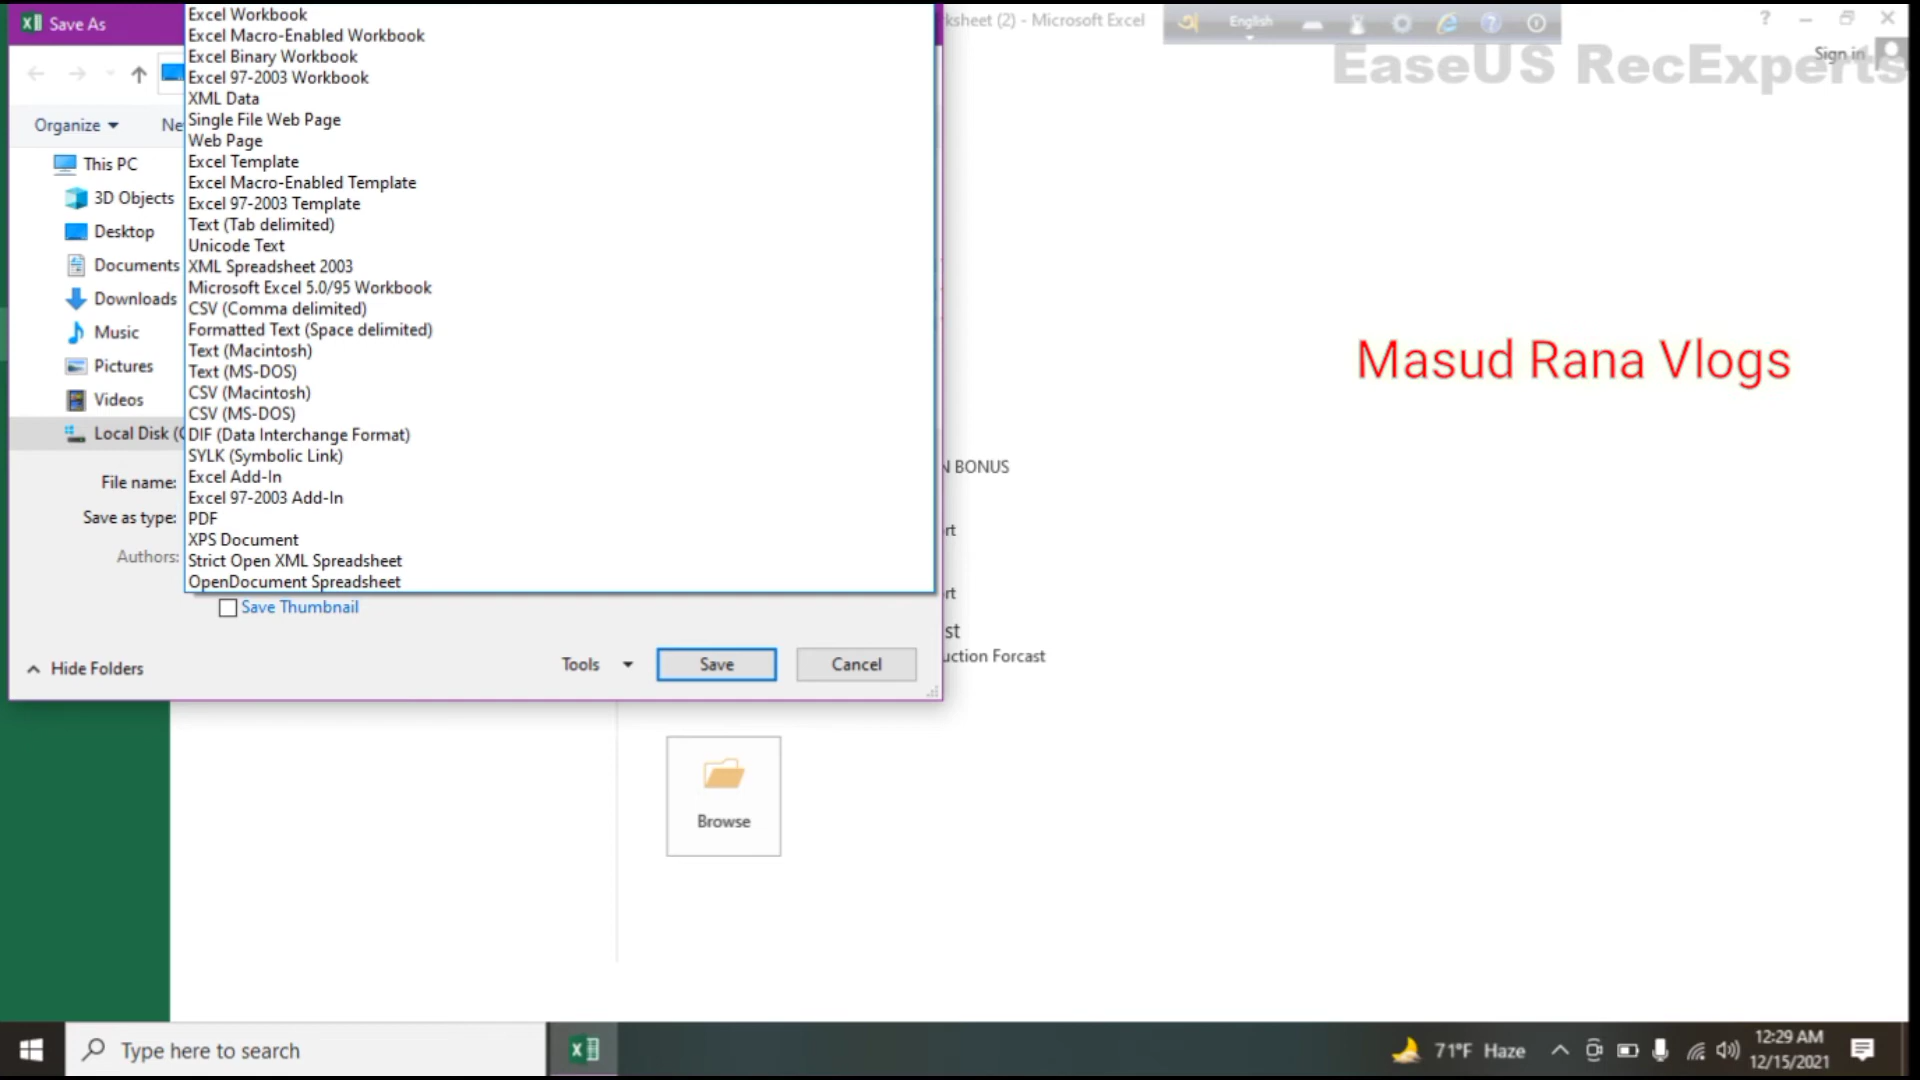 Save As
ksheet (2) - Microsoft Excel
English
Sign in
EaseUS RecExperts
Organize
Ne
This PC
3D Objects
Desktop
Documents
Downloads
Music
Pictures
Videos
Local Disk (C
Excel Workbook
Excel Macro-Enabled Workbook
Excel Binary Workbook
Excel 97-2003 Workbook
XML Data
Single File Web Page
Web Page
Excel Template
Excel Macro-Enabled Template
Excel 97-2003 Template
Text (Tab delimited)
Unicode Text
XML Spreadsheet 2003
Microsoft Excel 5.0/95 Workbook
CSV (Comma delimited)
Formatted Text (Space delimited)
Text (Macintosh)
Text (MS-DOS)
CSV (Macintosh)
CSV (MS-DOS)
DIF (Data Interchange Format)
SYLK (Symbolic Link)
Excel Add-In
Excel 97-2003 Add-In
PDF
XPS Document
Strict Open XML Spreadsheet
OpenDocument Spreadsheet
File name:
Save as type:
Authors:
Save Thumbnail
Hide Folders
Tools
Save
Cancel
Masud Rana Vlogs
N BONUS
rt
rt
st
uction Forcast
Browse
Type here to search
71°F Haze
12:29 AM
12/15/2021